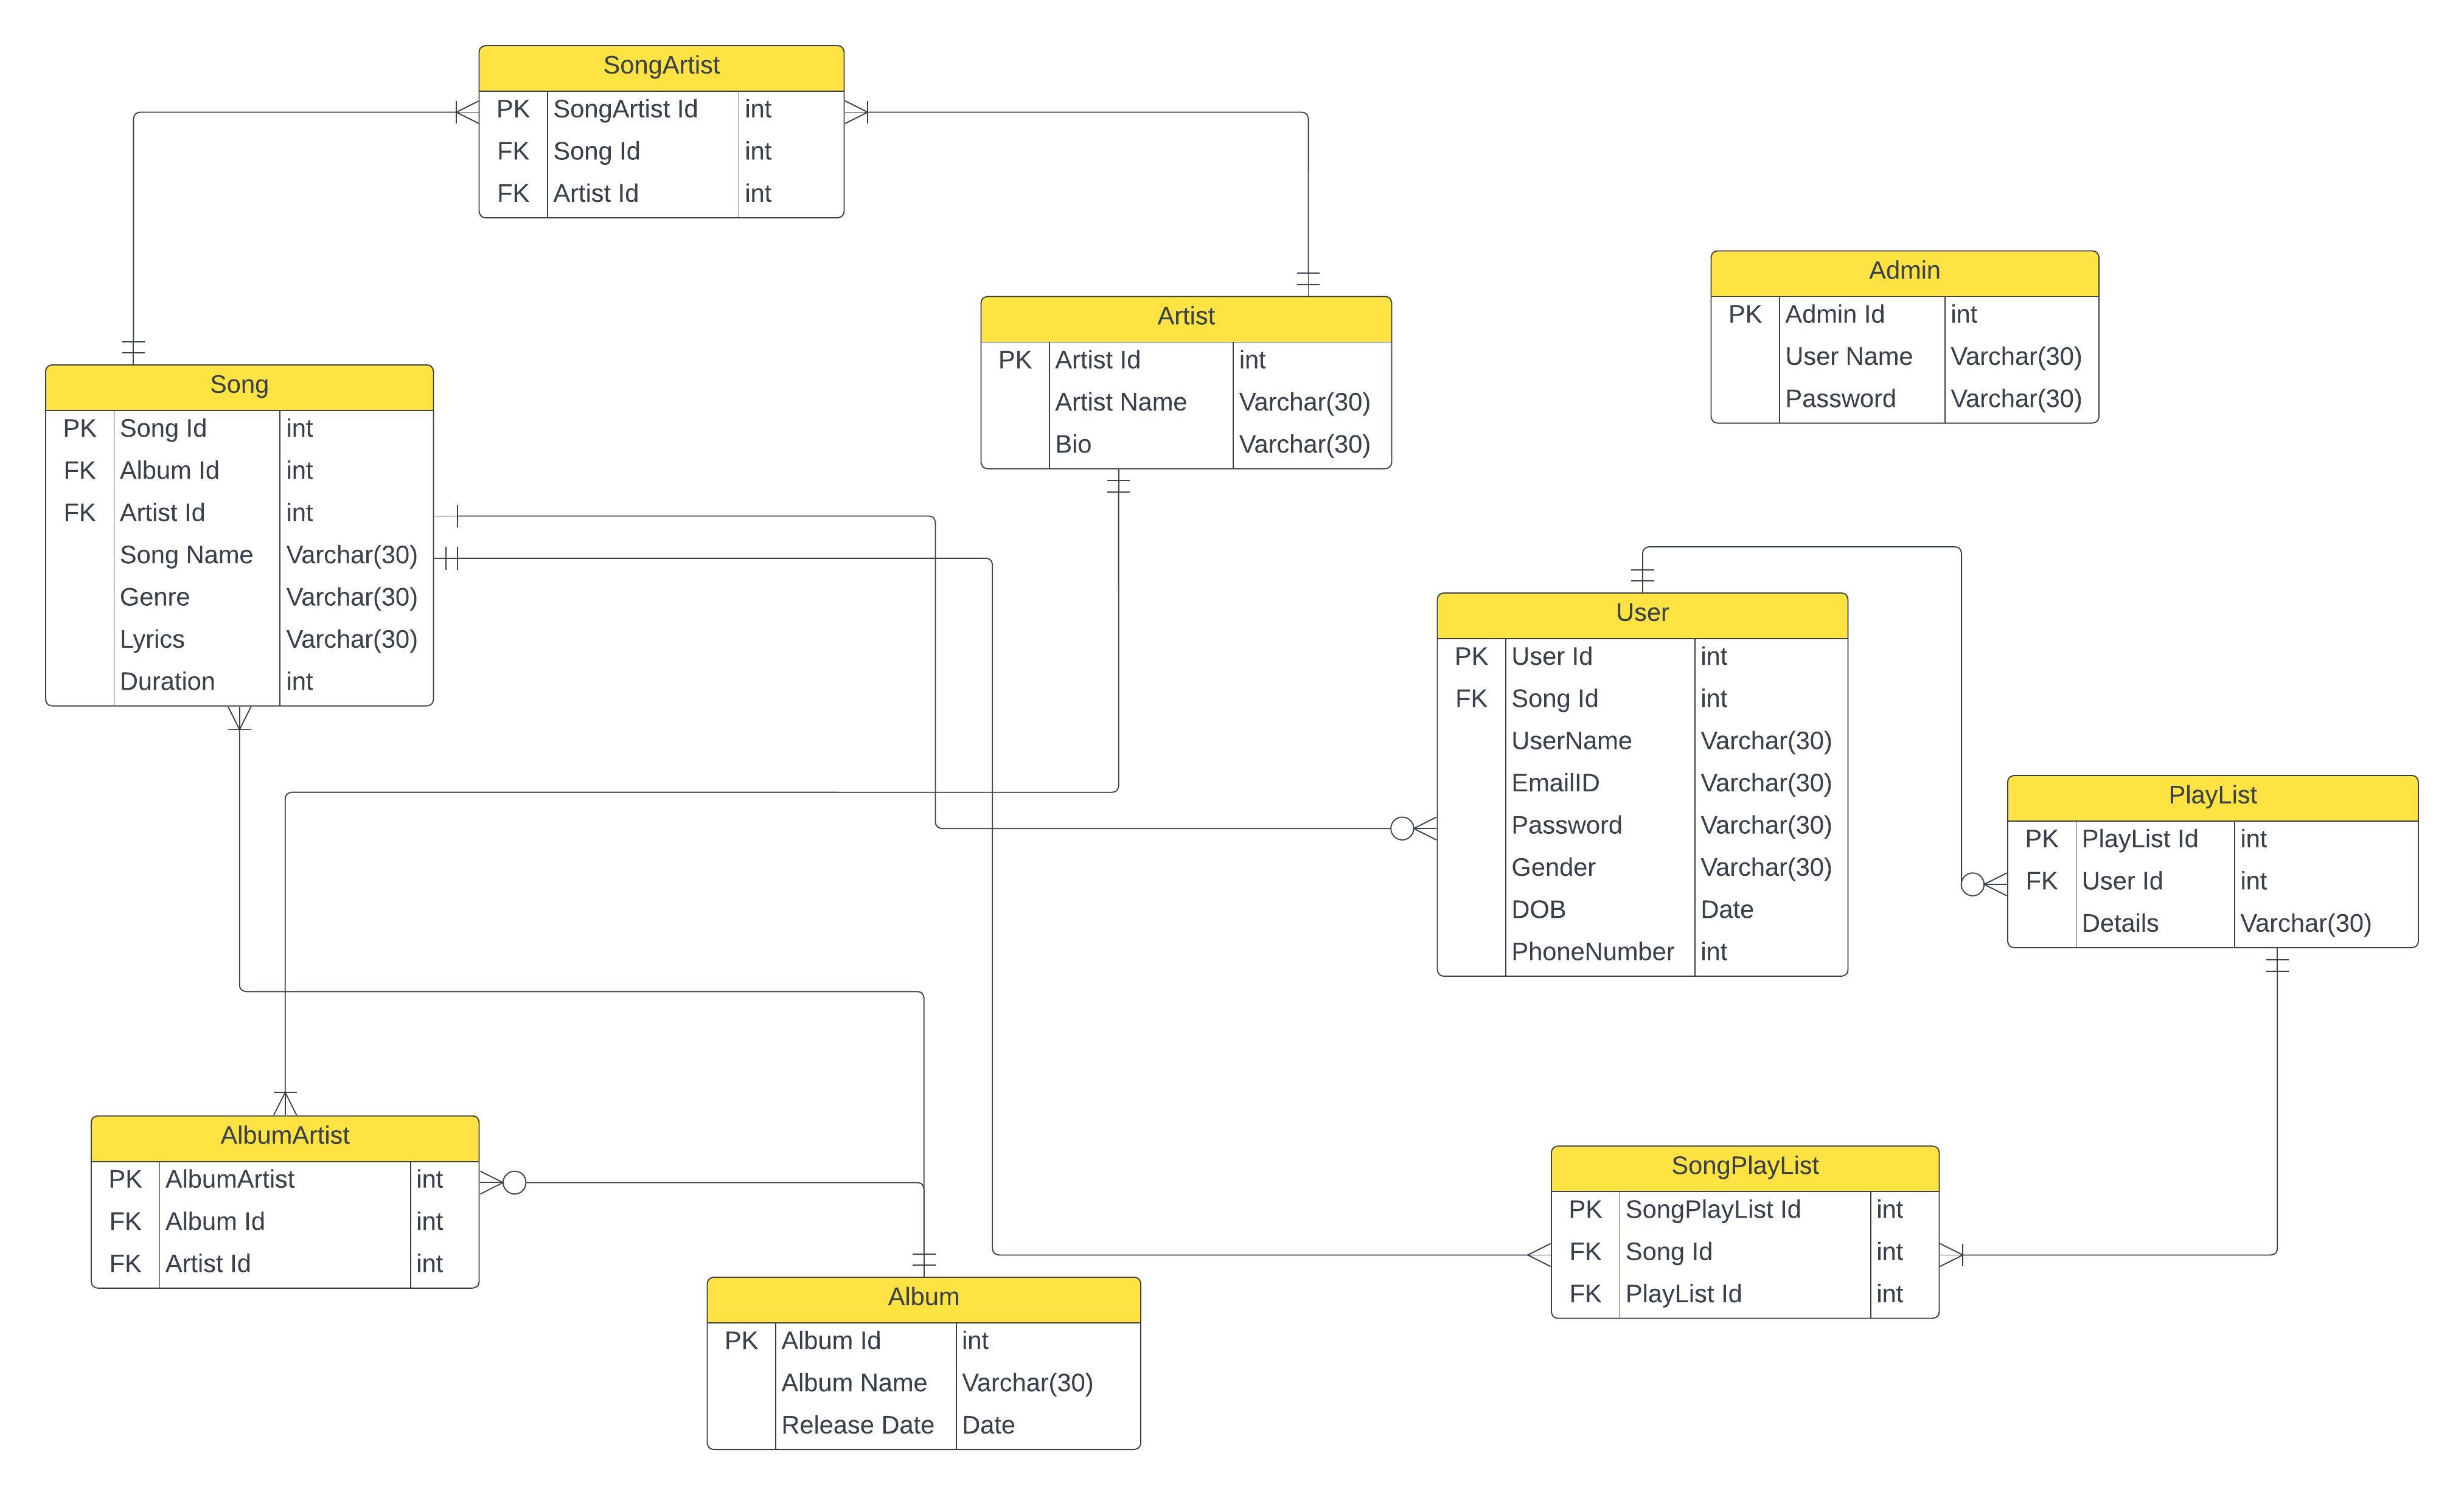 SongArtist
PK SongArtist Id int
FK Song Id int
FK Artist Id int
Admin
PK Admin Id int
User Name Varchar(30)
Password Varchar(30)
Artist
PK Artist Id int
Artist Name Varchar(30)
Bio Varchar(30)
Song
PK Song Id int
FK Album Id int
FK Artist Id int
Song Name Varchar(30)
Genre Varchar(30)
Lyrics Varchar(30)
Duration int
User
PK User Id int
FK Song Id int
UserName Varchar(30)
EmailID Varchar(30)
Password Varchar(30)
Gender Varchar(30)
DOB Date
PhoneNumber int
PlayList
PK PlayList Id int
FK User Id int
Details Varchar(30)
AlbumArtist
PK AlbumArtist int
FK Album Id int
FK Artist Id int
SongPlayList
PK SongPlayList Id int
FK Song Id int
FK PlayList Id int
Album
PK Album Id int
Album Name Varchar(30)
Release Date Date